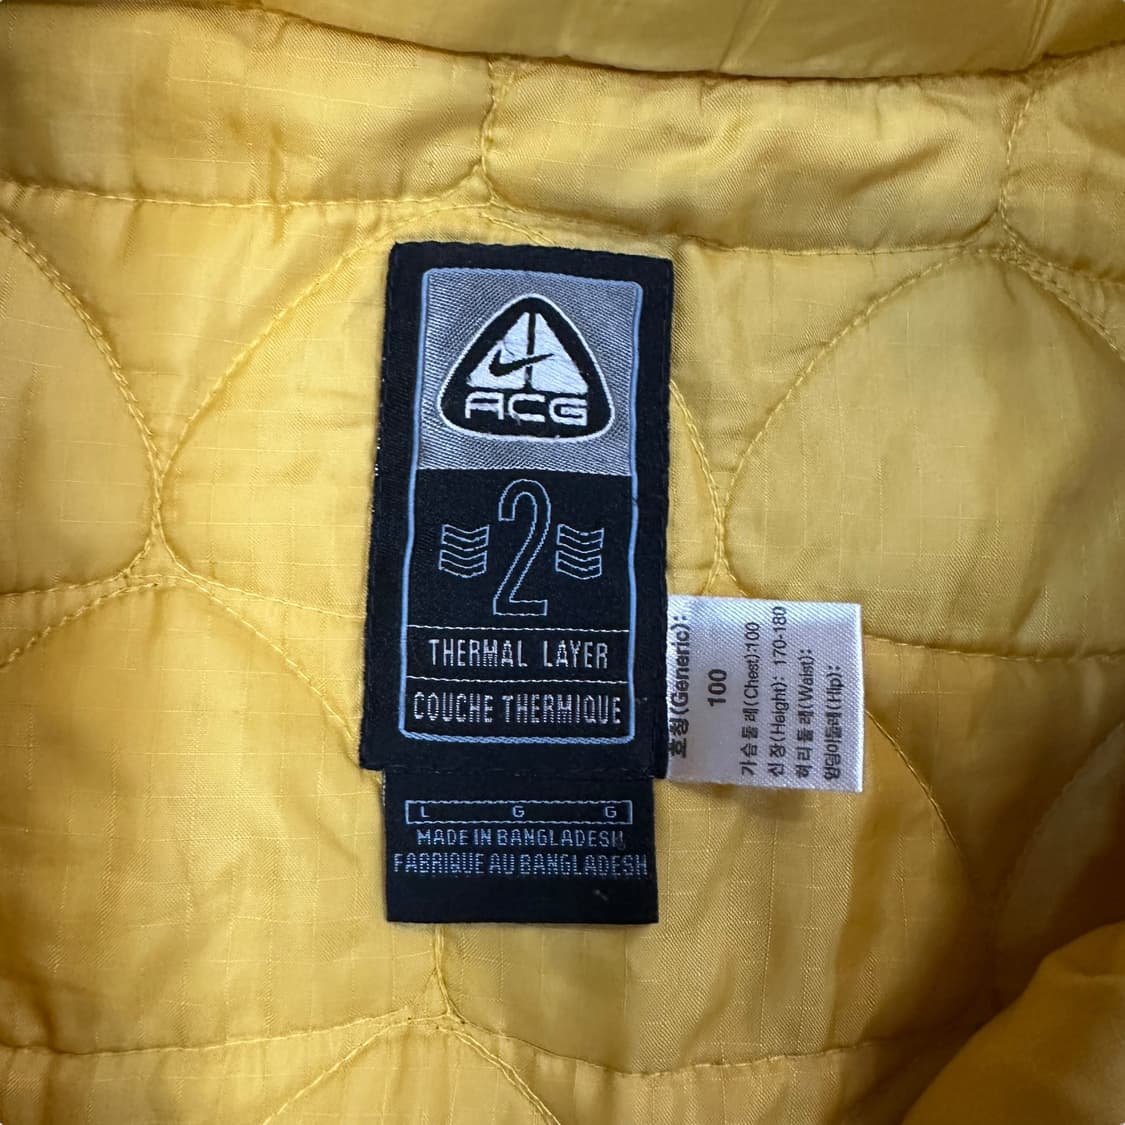 ACG
2
THERMAL LAYER
COUCHE THERMIQUE
L G G
MADE IN BANGLADESH
FABRIQUE AU BANGLADESH
호칭(Generic):
100
가슴둘레(Chest):100
신장(Height): 170-180
허리둘레(Waist):
엉덩이둘레(Hip):